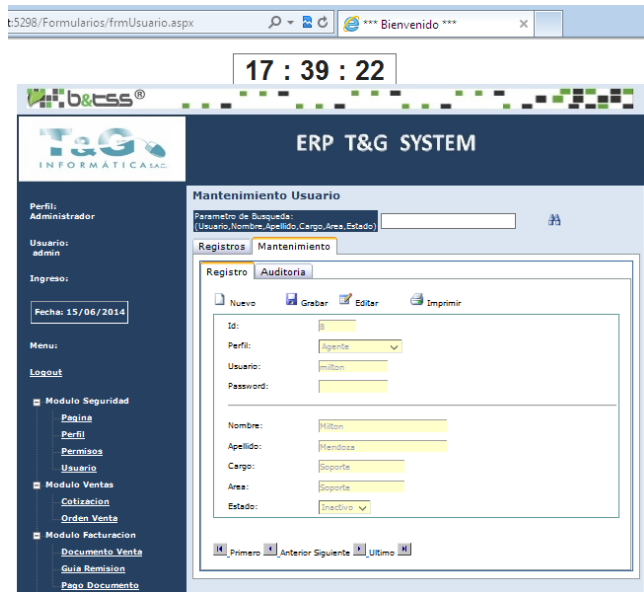 t:5298/Formularios/frmUsuario.aspx
*** Bienvenido ***
17 : 39 : 22
b&tss®
T&G
INFORMÁTICA S.A.C.
ERP T&G SYSTEM
Perfil:
Administrador
Usuario:
admin
Ingreso:
Fecha: 15/06/2014
Menu:
Logout
Modulo Seguridad
Pagina
Perfil
Permisos
Usuario
Modulo Ventas
Cotizacion
Orden Venta
Modulo Facturacion
Documento Venta
Guia Remision
Pago Documento
Mantenimiento Usuario
Parametro de Busqueda:
(Usuario,Nombre,Apellido,Cargo,Area,Estado)
Registros Mantenimiento
Registro Auditoria
Nuevo Grabar Editar Imprimir
Id: 8
Perfil: Agente
Usuario: milton
Password:
Nombre: Milton
Apellido: Mendoza
Cargo: Soporte
Area: Soporte
Estado: Inactivo
Primero Anterior Siguiente Ultimo